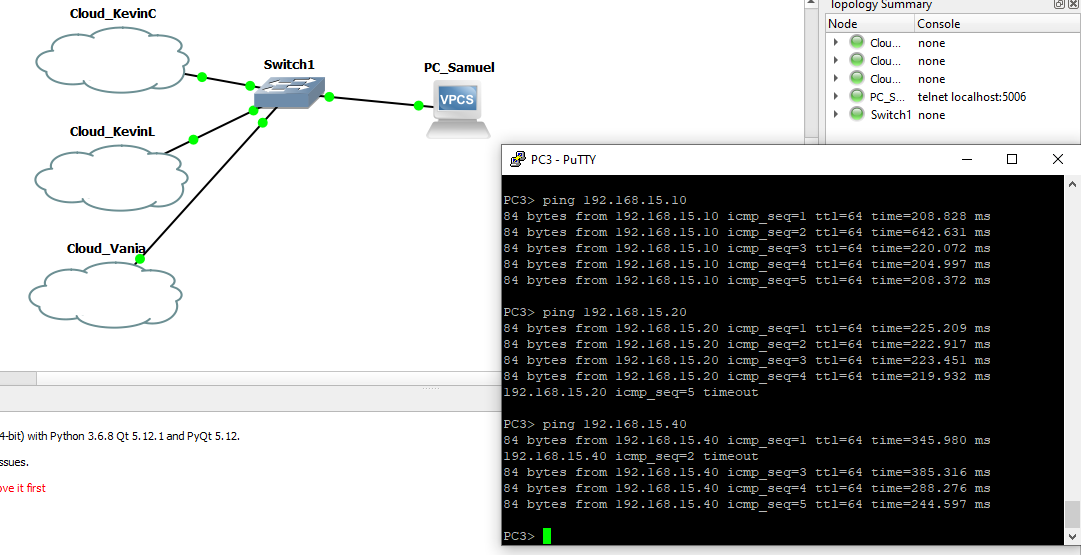 Cloud_KevinC
Switch1
PC_Samuel
VPCS
Cloud_KevinL
Cloud_Vania
4-bit) with Python 3.6.8 Qt 5.12.1 and PyQt 5.12.
ssues.
ove it first
Topology Summary
Node Console
Clou... none
Clou... none
Clou... none
PC_S... telnet localhost:5006
Switch1 none
PC3 - PuTTY
PC3> ping 192.168.15.10
84 bytes from 192.168.15.10 icmp_seq=1 ttl=64 time=208.828 ms
84 bytes from 192.168.15.10 icmp_seq=2 ttl=64 time=642.631 ms
84 bytes from 192.168.15.10 icmp_seq=3 ttl=64 time=220.072 ms
84 bytes from 192.168.15.10 icmp_seq=4 ttl=64 time=204.997 ms
84 bytes from 192.168.15.10 icmp_seq=5 ttl=64 time=208.372 ms
PC3> ping 192.168.15.20
84 bytes from 192.168.15.20 icmp_seq=1 ttl=64 time=225.209 ms
84 bytes from 192.168.15.20 icmp_seq=2 ttl=64 time=222.917 ms
84 bytes from 192.168.15.20 icmp_seq=3 ttl=64 time=223.451 ms
84 bytes from 192.168.15.20 icmp_seq=4 ttl=64 time=219.932 ms
192.168.15.20 icmp_seq=5 timeout
PC3> ping 192.168.15.40
84 bytes from 192.168.15.40 icmp_seq=1 ttl=64 time=345.980 ms
192.168.15.40 icmp_seq=2 timeout
84 bytes from 192.168.15.40 icmp_seq=3 ttl=64 time=385.316 ms
84 bytes from 192.168.15.40 icmp_seq=4 ttl=64 time=288.276 ms
84 bytes from 192.168.15.40 icmp_seq=5 ttl=64 time=244.597 ms
PC3>